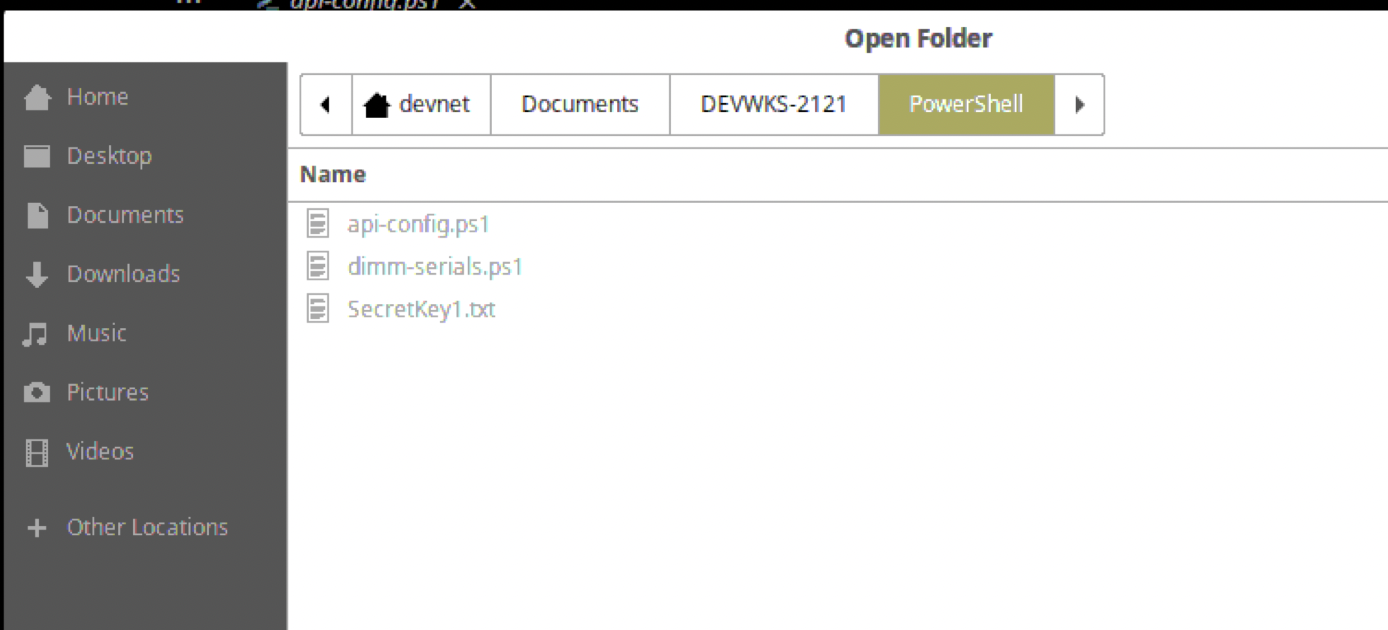 api-config.ps1 ×
Open Folder
Home
Desktop
Documents
Downloads
Music
Pictures
Videos
Other Locations
devnet Documents DEVWKS-2121 PowerShell
Name
api-config.ps1
dimm-serials.ps1
SecretKey1.txt